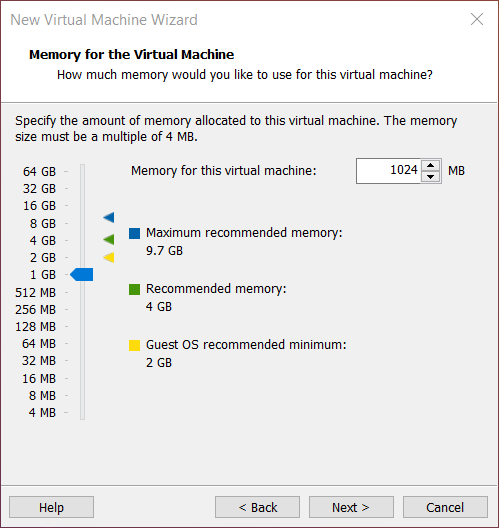 New Virtual Machine Wizard
Memory for the Virtual Machine
How much memory would you like to use for this virtual machine?
Specify the amount of memory allocated to this virtual machine. The memory
size must be a multiple of 4 MB.
64 GB
32 GB
16 GB
8 GB
4 GB
2 GB
1 GB
512 MB
256 MB
128 MB
64 MB
32 MB
16 MB
8 MB
4 MB
Memory for this virtual machine: 1024 MB
Maximum recommended memory:
9.7 GB
Recommended memory:
4 GB
Guest OS recommended minimum:
2 GB
Help < Back Next > Cancel